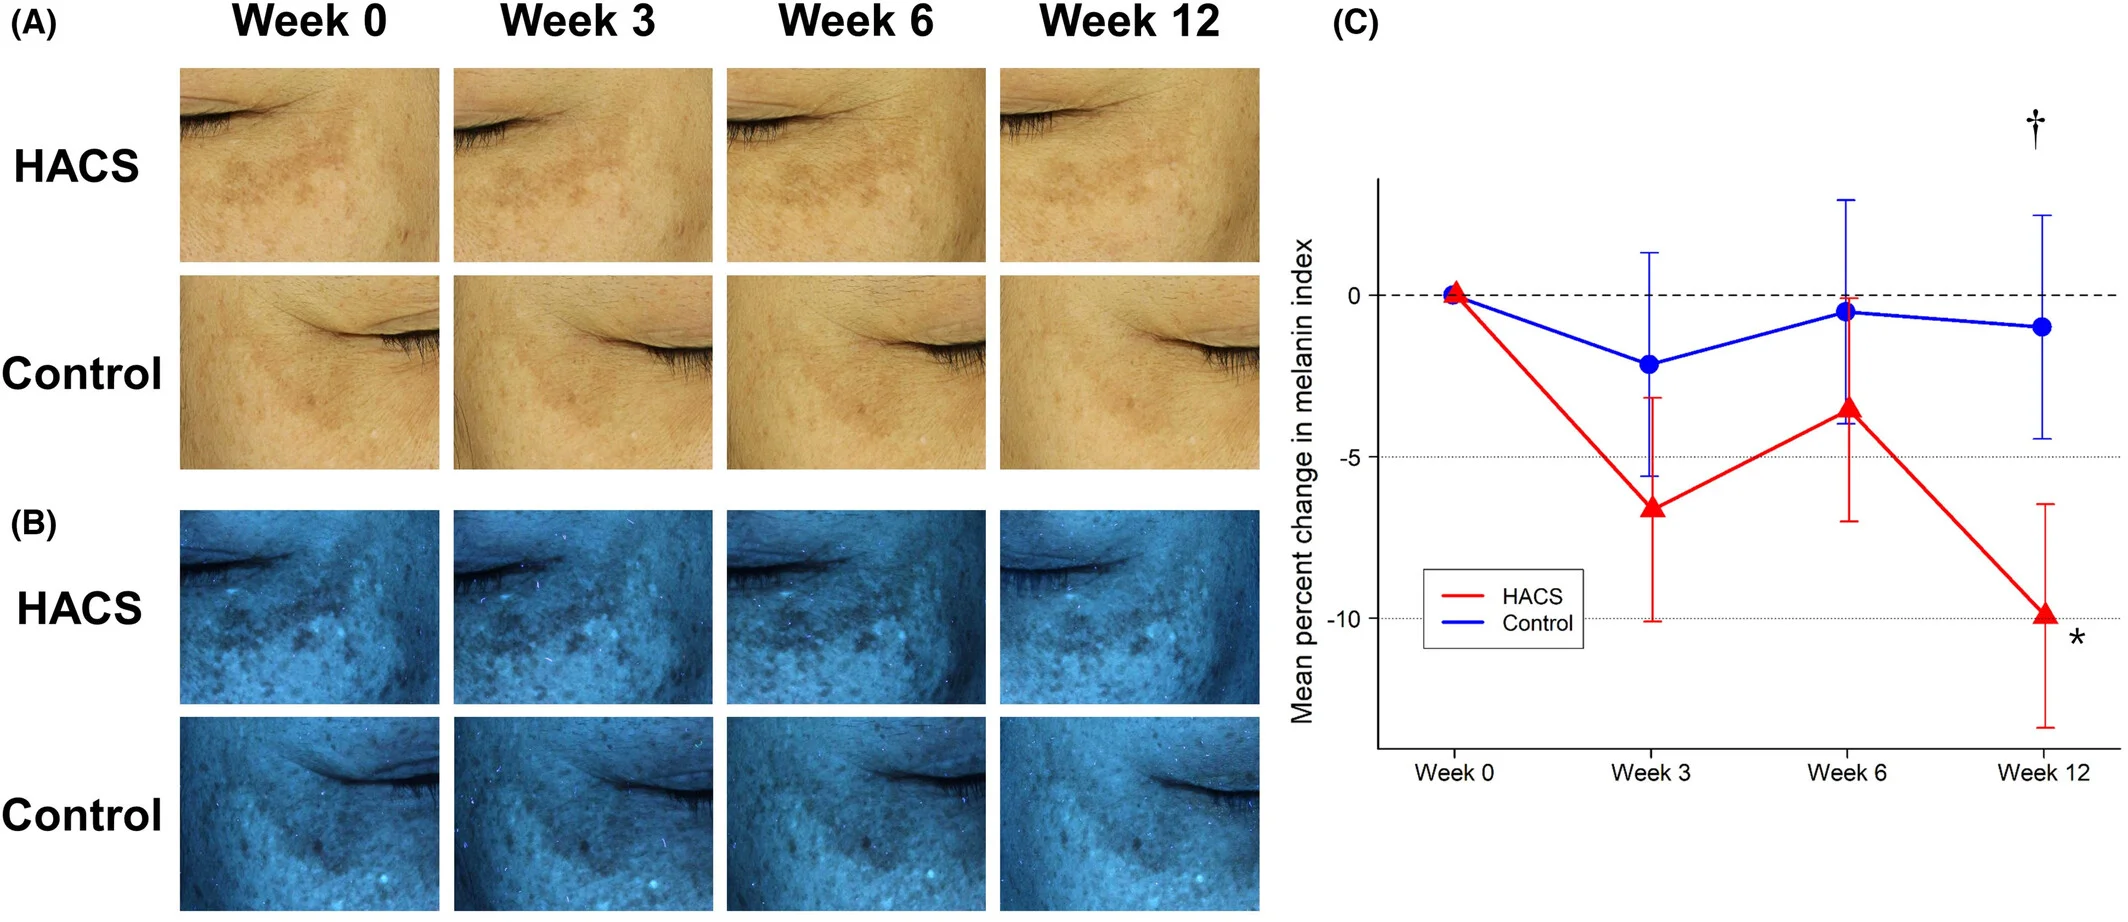 (A)
Week 0 Week 3 Week 6 Week 12
HACS
Control
(B)
HACS
Control
(C)
†
Mean percent change in melanin index
0
-5
-10
HACS
Control
*
Week 0 Week 3 Week 6 Week 12